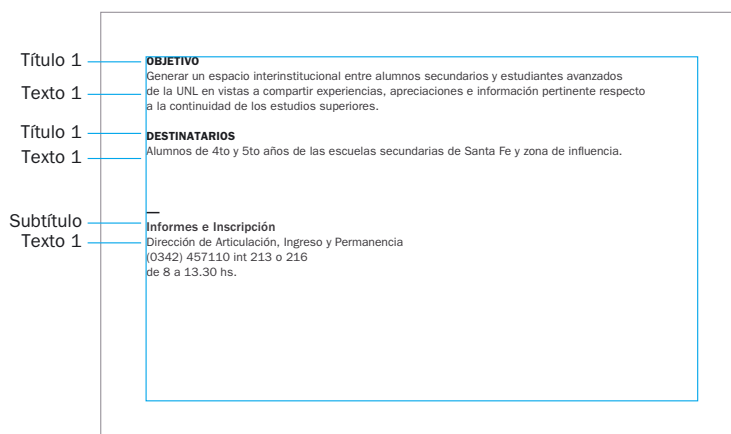 Título 1
OBJETIVO
Texto 1
Generar un espacio interinstitucional entre alumnos secundarios y estudiantes avanzados
de la UNL en vistas a compartir experiencias, apreciaciones e información pertinente respecto
a la continuidad de los estudios superiores.
Título 1
DESTINATARIOS
Texto 1
Alumnos de 4to y 5to años de las escuelas secundarias de Santa Fe y zona de influencia.
Subtítulo
Informes e Inscripción
Texto 1
Dirección de Articulación, Ingreso y Permanencia
(0342) 457110 int 213 o 216
de 8 a 13.30 hs.